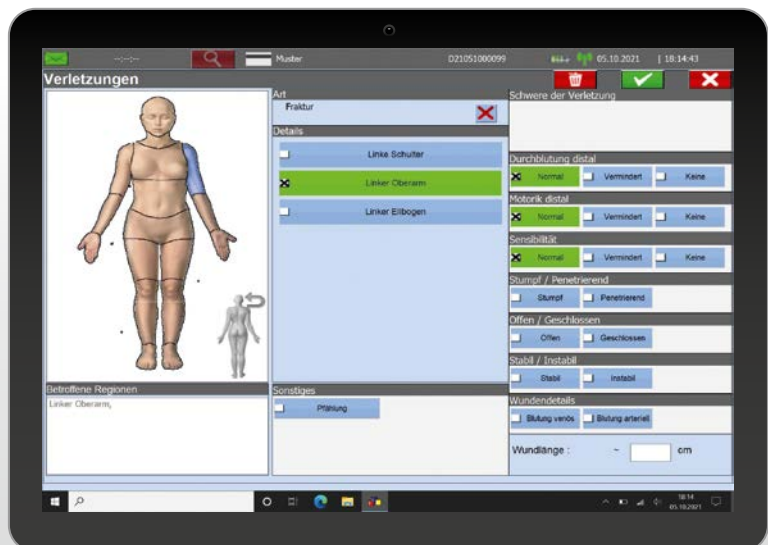 --:--:--
Muster
D21051000099
05.10.2021 | 18:14:43
Verletzungen
Art
Fraktur
Details
Linke Schulter
Linker Oberarm
Linker Ellbogen
Schwere der Verletzung
Durchblutung distal
Normal Vermindert Keine
Motorik distal
Normal Vermindert Keine
Sensibilität
Normal Vermindert Keine
Stumpf / Penetrierend
Stumpf Penetrierend
Offen / Geschlossen
Offen Geschlossen
Stabil / Instabil
Stabil Instabil
Betroffene Regionen
Linker Oberarm,
Sonstiges
Pfählung
Wundendetails
Blutung venös Blutung arteriell
Wundlänge : ~ cm
18:14
05.10.2021